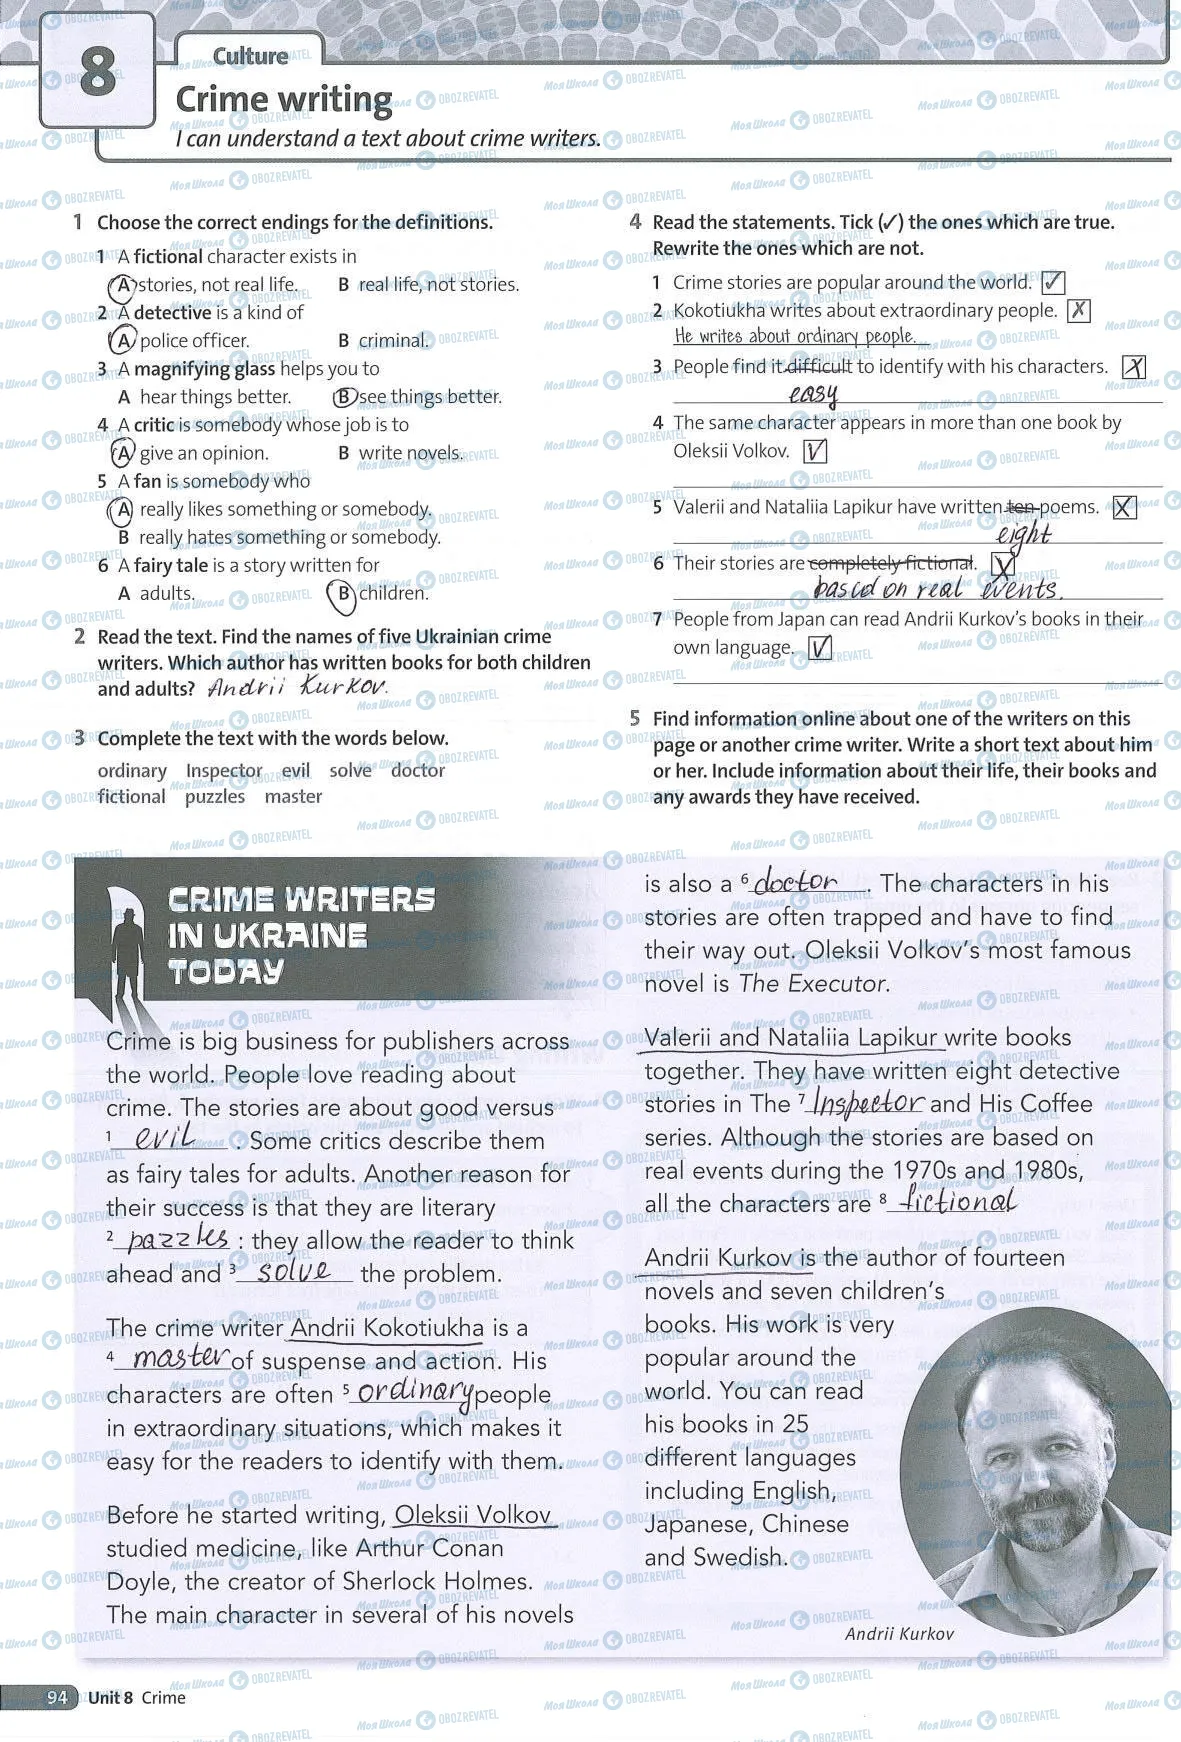 8
Culture
Crime writing
I can understand a text about crime writers.
1 Choose the correct endings for the definitions.
1 A fictional character exists in
A stories, not real life. B real life, not stories.
2 A detective is a kind of
A police officer. B criminal.
3 A magnifying glass helps you to
A hear things better. B see things better.
4 A critic is somebody whose job is to
A give an opinion. B write novels.
5 A fan is somebody who
A really likes something or somebody.
B really hates something or somebody.
6 A fairy tale is a story written for
A adults. B children.
2 Read the text. Find the names of five Ukrainian crime
writers. Which author has written books for both children
and adults? Andrii Kurkov.
3 Complete the text with the words below.
ordinary Inspector evil solve doctor
fictional puzzles master
4 Read the statements. Tick (✓) the ones which are true.
Rewrite the ones which are not.
1 Crime stories are popular around the world. ✓
2 Kokotiukha writes about extraordinary people. ✗
He writes about ordinary people.
3 People find it difficult to identify with his characters. X
easy
4 The same character appears in more than one book by
Oleksii Volkov. V
5 Valerii and Nataliia Lapikur have written ten poems. X
eight
6 Their stories are completely fictional. X
based on real events.
7 People from Japan can read Andrii Kurkov's books in their
own language. V
5 Find information online about one of the writers on this
page or another crime writer. Write a short text about him
or her. Include information about their life, their books and
any awards they have received.
CRIME WRITERS
IN UKRAINE
TODAY
Crime is big business for publishers across
the world. People love reading about
crime. The stories are about good versus
1 evil . Some critics describe them
as fairy tales for adults. Another reason for
their success is that they are literary
2 pazzles : they allow the reader to think
ahead and 3 solve the problem.
The crime writer Andrii Kokotiukha is a
4 master of suspense and action. His
characters are often 5 ordinary people
in extraordinary situations, which makes it
easy for the readers to identify with them.
Before he started writing, Oleksii Volkov
studied medicine, like Arthur Conan
Doyle, the creator of Sherlock Holmes.
The main character in several of his novels
is also a 6 doctor . The characters in his
stories are often trapped and have to find
their way out. Oleksii Volkov's most famous
novel is The Executor.
Valerii and Nataliia Lapikur write books
together. They have written eight detective
stories in The 7 Inspector and His Coffee
series. Although the stories are based on
real events during the 1970s and 1980s,
all the characters are 8 fictional
Andrii Kurkov is the author of fourteen
novels and seven children's
books. His work is very
popular around the
world. You can read
his books in 25
different languages
including English,
Japanese, Chinese
and Swedish.
Andrii Kurkov
94 Unit 8 Crime
Моя Школа OBOZREVATEL